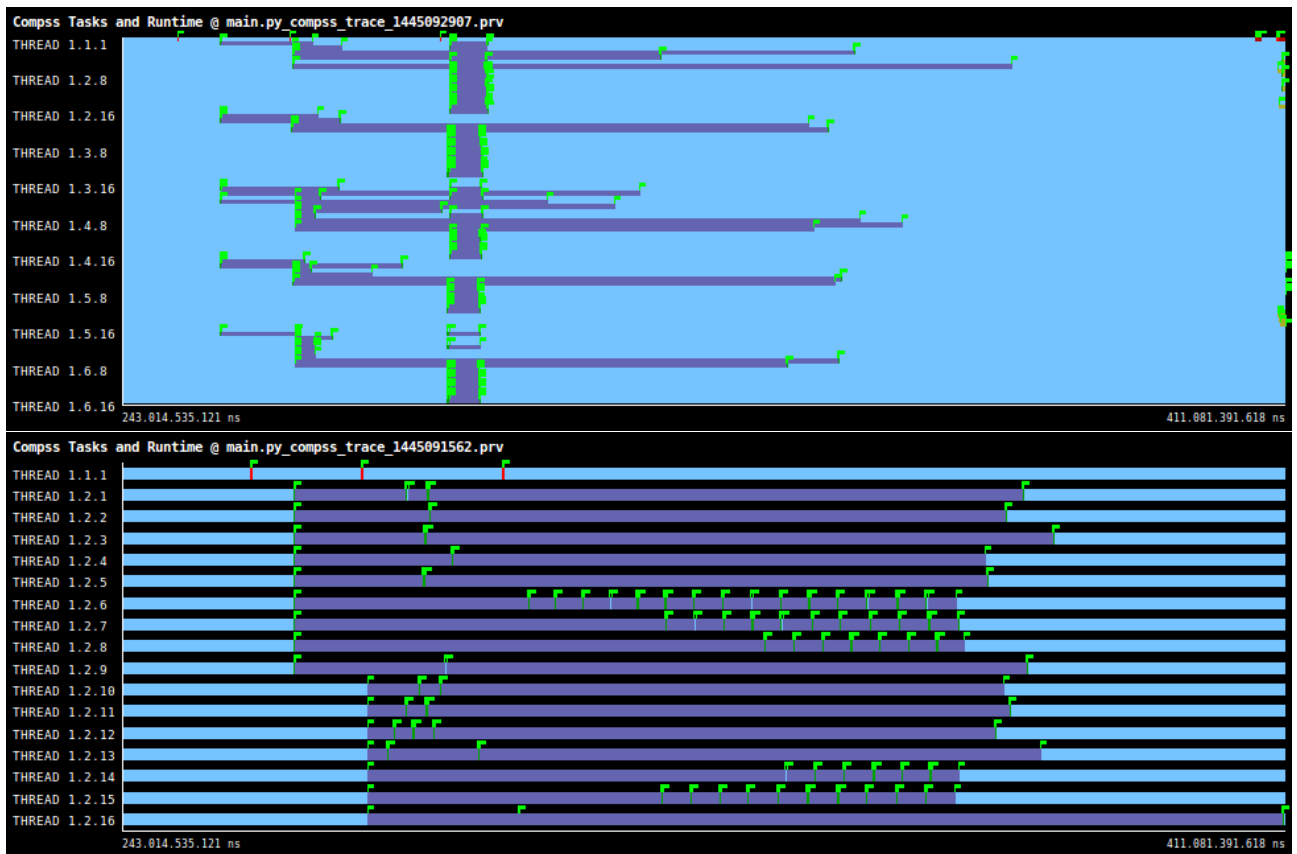 Compss Tasks and Runtime @ main.py_compss_trace_1445092907.prv
THREAD 1.1.1
THREAD 1.2.8
THREAD 1.2.16
THREAD 1.3.8
THREAD 1.3.16
THREAD 1.4.8
THREAD 1.4.16
THREAD 1.5.8
THREAD 1.5.16
THREAD 1.6.8
THREAD 1.6.16
243.014.535.121 ns 411.081.391.618 ns
Compss Tasks and Runtime @ main.py_compss_trace_1445091562.prv
THREAD 1.1.1
THREAD 1.2.1
THREAD 1.2.2
THREAD 1.2.3
THREAD 1.2.4
THREAD 1.2.5
THREAD 1.2.6
THREAD 1.2.7
THREAD 1.2.8
THREAD 1.2.9
THREAD 1.2.10
THREAD 1.2.11
THREAD 1.2.12
THREAD 1.2.13
THREAD 1.2.14
THREAD 1.2.15
THREAD 1.2.16
243.014.535.121 ns 411.081.391.618 ns